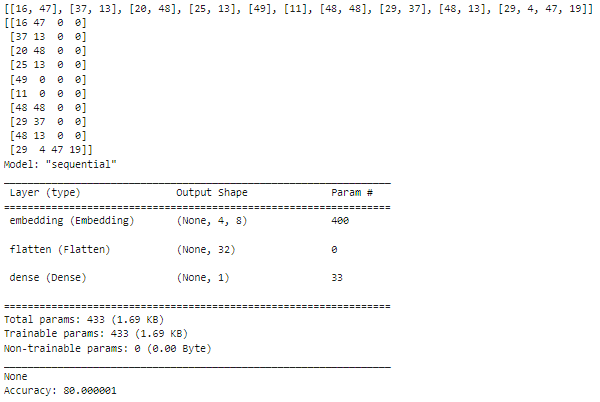 [[16, 47], [37, 13], [20, 48], [25, 13], [49], [11], [48, 48], [29, 37], [48, 13], [29, 4, 47, 19]]
[[16 47  0  0]
 [37 13  0  0]
 [20 48  0  0]
 [25 13  0  0]
 [49  0  0  0]
 [11  0  0  0]
 [48 48  0  0]
 [29 37  0  0]
 [48 13  0  0]
 [29  4 47 19]]
Model: "sequential"
_________________________________________________________________
 Layer (type)                Output Shape              Param #
=================================================================
 embedding (Embedding)       (None, 4, 8)              400
 flatten (Flatten)           (None, 32)                0
 dense (Dense)               (None, 1)                 33
=================================================================
Total params: 433 (1.69 KB)
Trainable params: 433 (1.69 KB)
Non-trainable params: 0 (0.00 Byte)
_________________________________________________________________
None
Accuracy: 80.000001